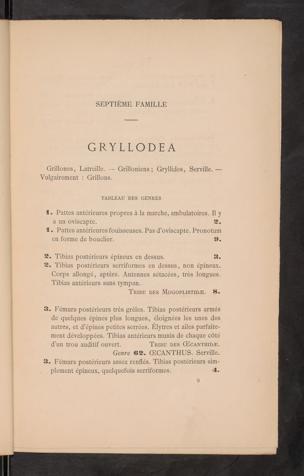 SEPTIÈME FAMILLE
GRYLLODEA
Grillones, Latreille. — Grilloniens; Gryllides, Serville. —
Vulgairement : Grillons.
TABLEAU DES GENRES
1. Pattes antérieures propres à la marche, ambulatoires. Il y
a un oviscapte. 2.
1. Pattes antérieures fouisseuses. Pas d'oviscapte. Pronotum
en forme de bouclier. 9.
2. Tibias postérieurs épineux en dessus. 3.
2. Tibias postérieurs serriformes en dessus, non épineux.
Corps allongé, aptère. Antennes sétacées, très longues.
Tibias antérieurs sans tympan.
Tribu des Mogoplistidæ. 8.
3. Fémurs postérieurs très grêles. Tibias postérieurs armés
de quelques épines plus longues, éloignées les unes des
autres, et d'épines petites serrées. Élytres et ailes parfaite-
ment développées. Tibias antérieurs munis de chaque côté
d'un trou auditif ouvert. Tribu des Œcanthidæ.
Genre 62. ŒCANTHUS. Serville.
3. Fémurs postérieurs assez renflés. Tibias postérieurs sim-
plement épineux, quelquefois serriformes. 4.